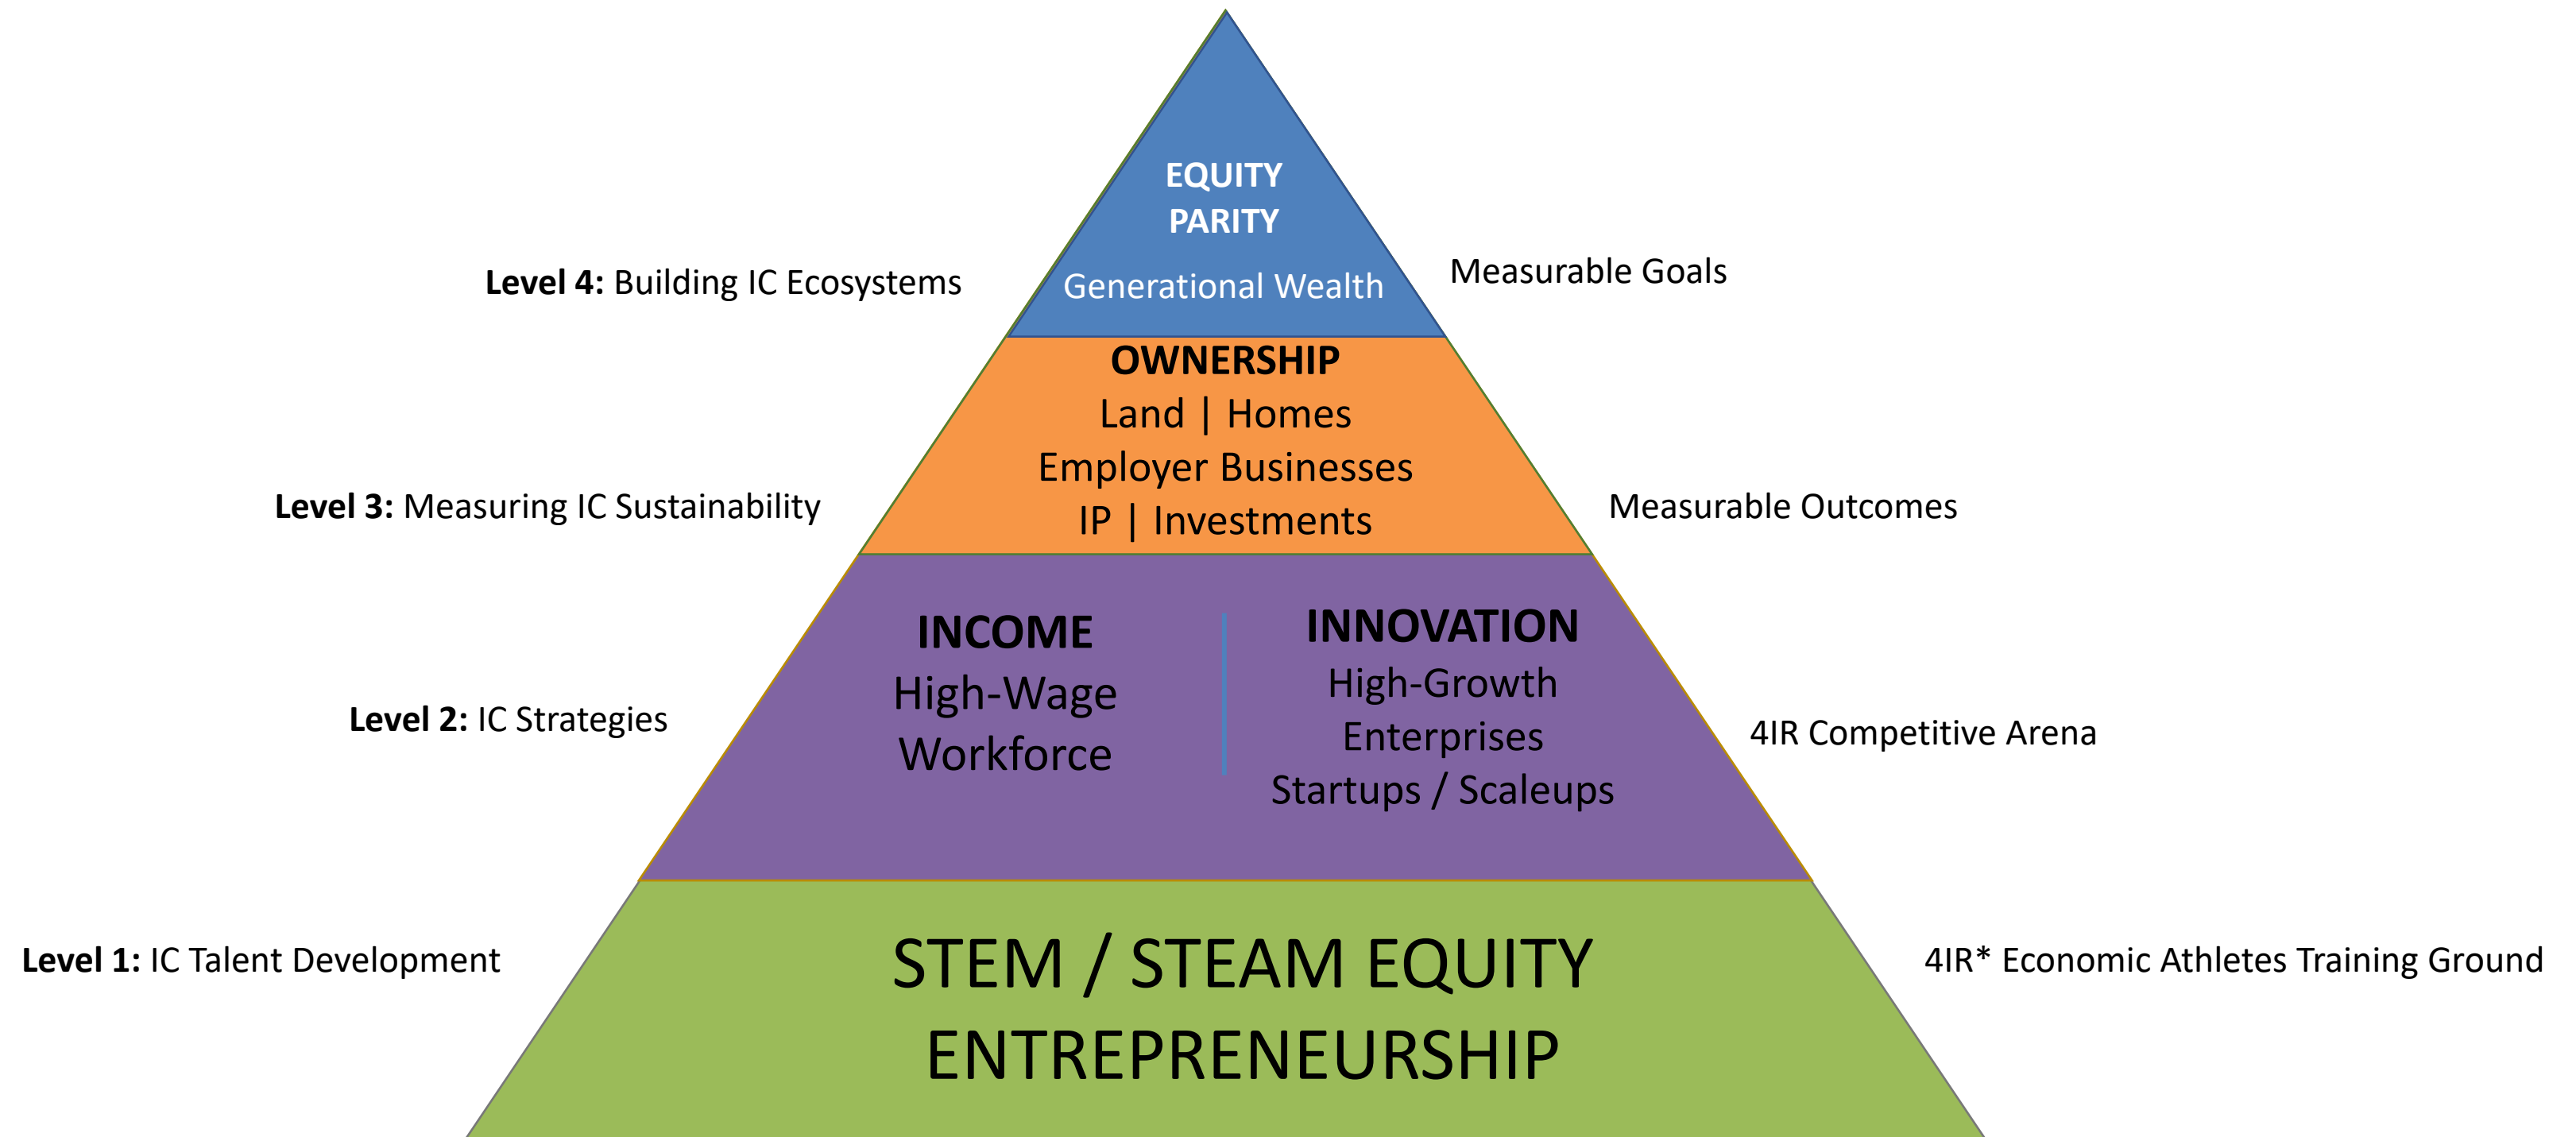 EQUITY
PARITY
Generational Wealth
Level 4: Building IC Ecosystems
Measurable Goals
OWNERSHIP
Land | Homes
Employer Businesses
IP | Investments
Level 3: Measuring IC Sustainability
Measurable Outcomes
INCOME
High-Wage
Workforce
INNOVATION
High-Growth
Enterprises
Startups / Scaleups
Level 2: IC Strategies
4IR Competitive Arena
STEM / STEAM EQUITY
ENTREPRENEURSHIP
Level 1: IC Talent Development
4IR* Economic Athletes Training Ground